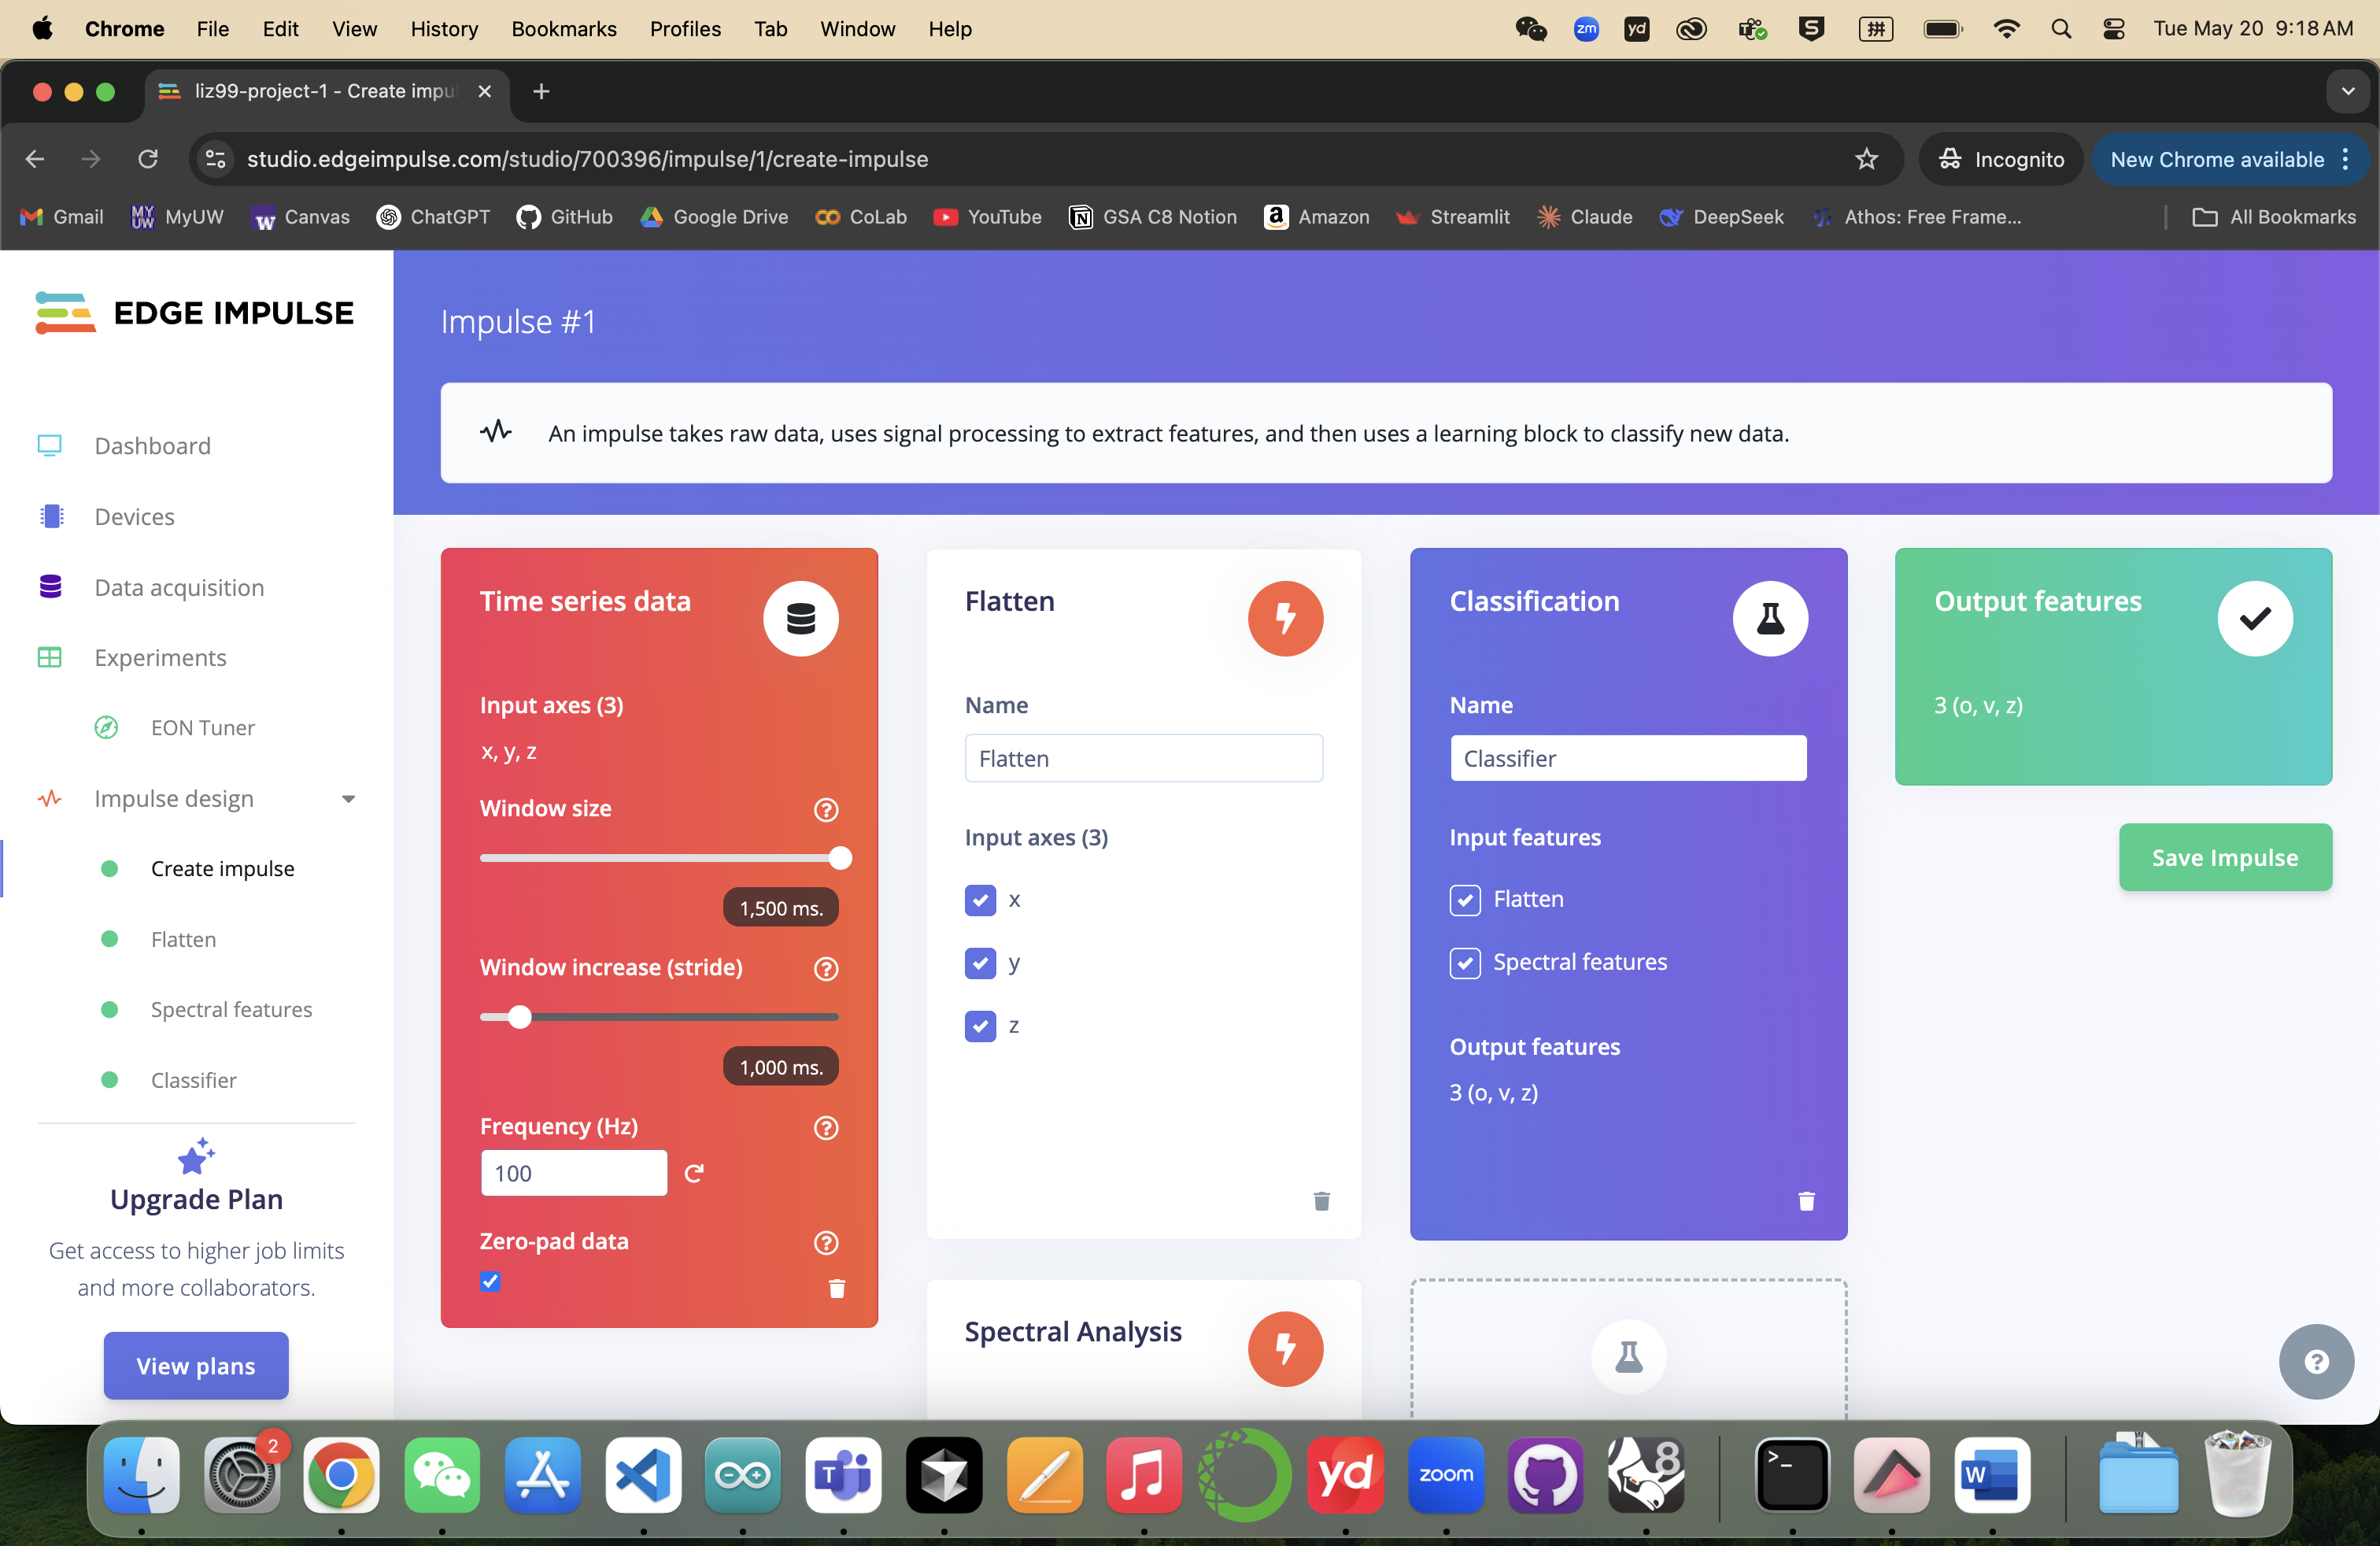 Chrome File Edit View History Bookmarks Profiles Tab Window Help
zm yd S 拼 Tue May 20 9:18 AM
liz99-project-1 - Create impu
studio.edgeimpulse.com/studio/700396/impulse/1/create-impulse
Incognito
New Chrome available
Gmail MY UW MyUW W Canvas ChatGPT GitHub Google Drive CoLab YouTube GSA C8 Notion Amazon Streamlit Claude DeepSeek Athos: Free Frame... All Bookmarks
EDGE IMPULSE
Dashboard
Devices
Data acquisition
Experiments
EON Tuner
Impulse design
Create impulse
Flatten
Spectral features
Classifier
Upgrade Plan
Get access to higher job limits
and more collaborators.
View plans
Impulse #1
An impulse takes raw data, uses signal processing to extract features, and then uses a learning block to classify new data.
Time series data
Input axes (3)
x, y, z
Window size
1,500 ms.
Window increase (stride)
1,000 ms.
Frequency (Hz)
100
Zero-pad data
Flatten
Name
Flatten
Input axes (3)
x
y
z
Spectral Analysis
Classification
Name
Classifier
Input features
Flatten
Spectral features
Output features
3 (o, v, z)
Output features
3 (o, v, z)
Save Impulse
2
T
yd
zoom
8
>_
W